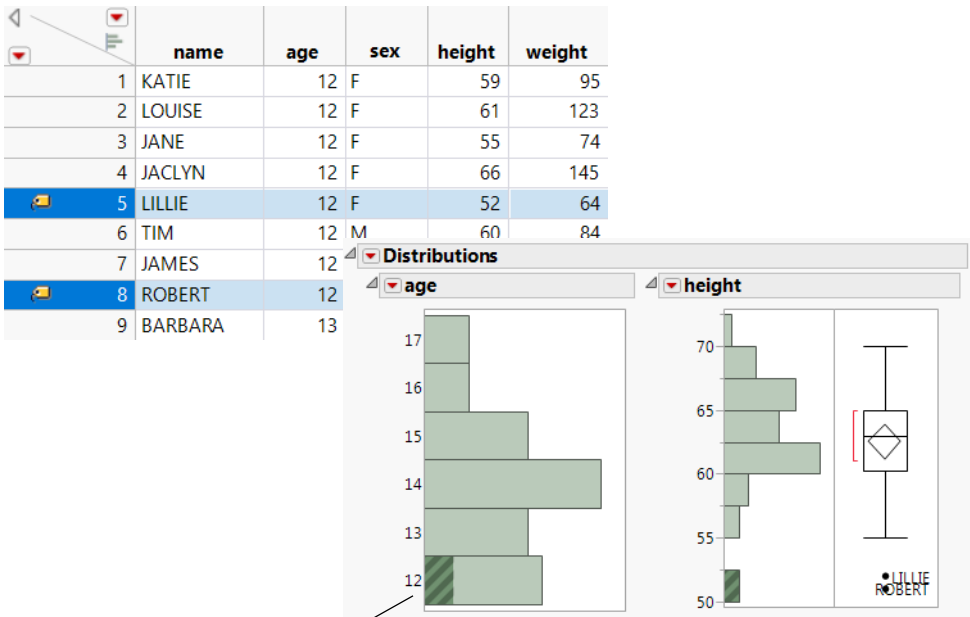 name age sex height weight
1 KATIE 12 F 59 95
2 LOUISE 12 F 61 123
3 JANE 12 F 55 74
4 JACLYN 12 F 66 145
5 LILLIE 12 F 52 64
6 TIM 12 M 60 84
7 JAMES 12
8 ROBERT 12
9 BARBARA 13
Distributions
age
17
16
15
14
13
12
height
70
65
60
55
50
LILLIE
ROBERT